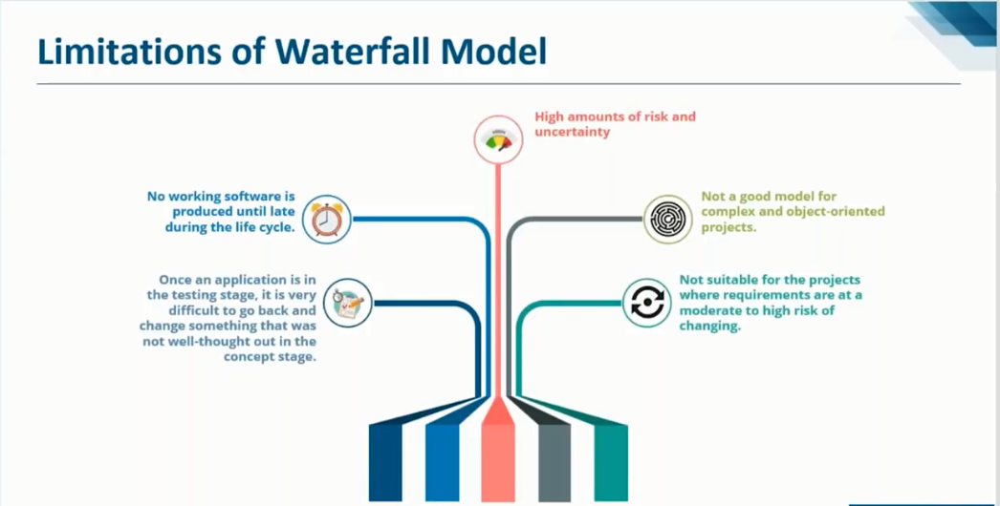 Limitations of Waterfall Model
High amounts of risk and
uncertainty
No working software is
produced until late
during the life cycle.
Not a good model for
complex and object-oriented
projects.
Once an application is in
the testing stage, it is very
difficult to go back and
change something that was
not well-thought out in the
concept stage.
Not suitable for the projects
where requirements are at a
moderate to high risk of
changing.